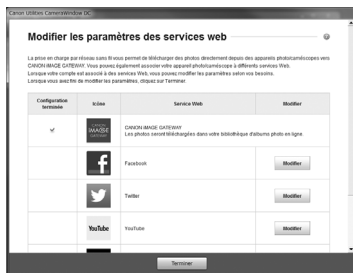 Canon Utilities CameraWindow DC
Modifier les paramètres des services web
La prise en charge par réseau sans fil vous permet de télécharger des photos directement depuis des appareils photo/caméscopes vers
CANON iMAGE GATEWAY. Vous pouvez également associer votre appareil photo/caméscope à différents services Web.
Lorsque votre compte est associé à des services Web, vous pouvez modifier les paramètres selon vos besoins.
Lorsque vous avez fini de modifier les paramètres, cliquez sur Terminer.
Configuration terminée Icône Service Web Modifier
CANON iMAGE GATEWAY
CANON iMAGE GATEWAY
Les photos seront téléchargées dans votre bibliothèque d'albums photo en ligne.
Facebook Modifier
Twitter Modifier
YouTube YouTube Modifier
Terminer